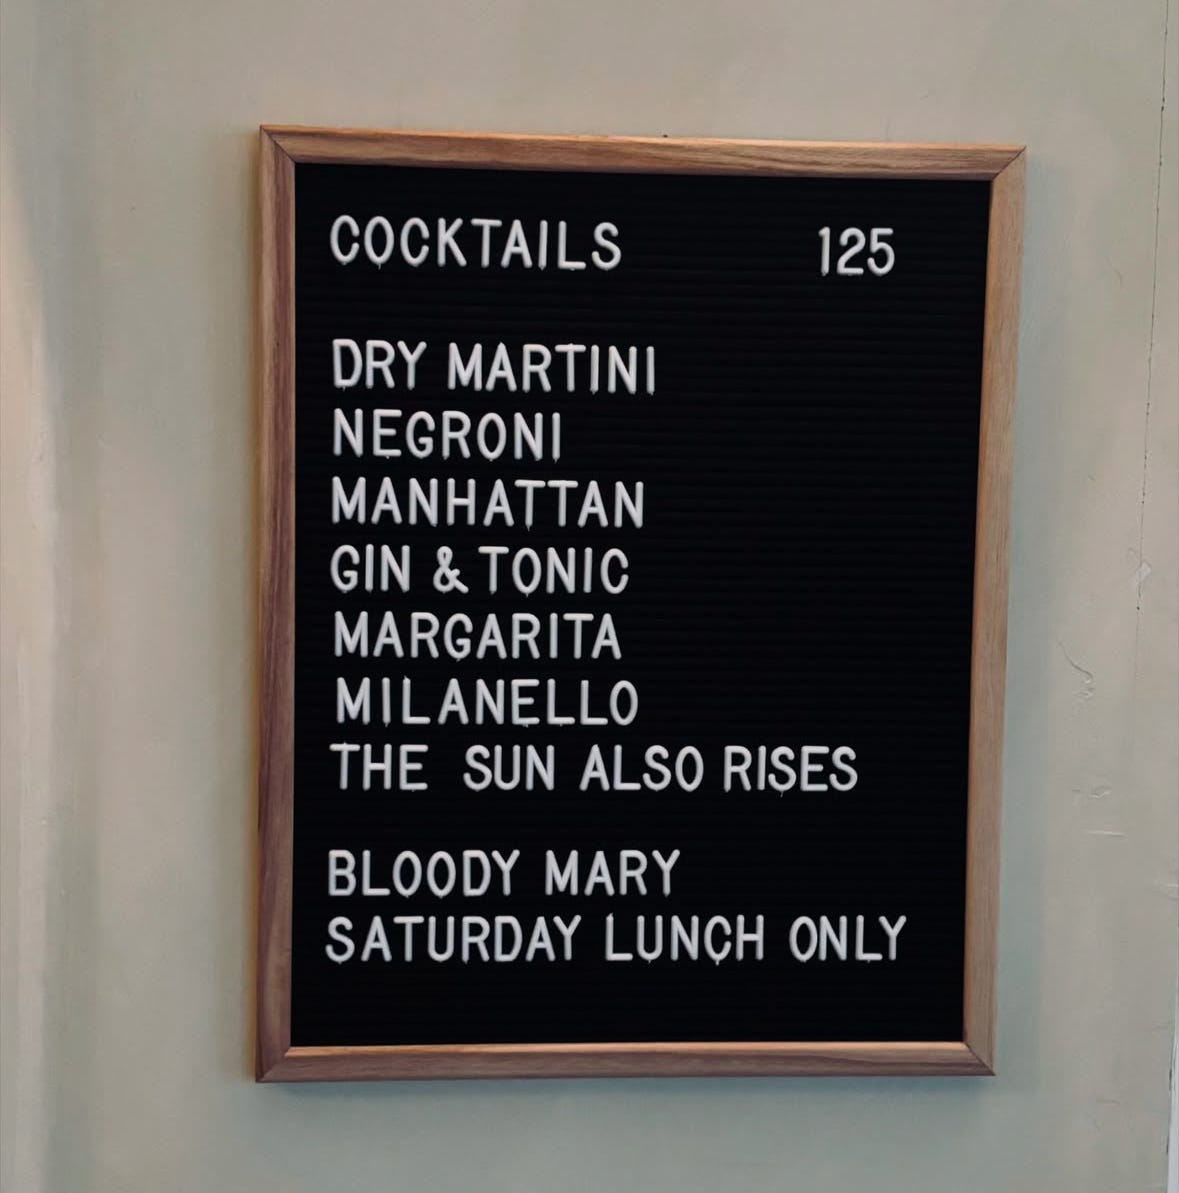 COCKTAILS 125
DRY MARTINI
NEGRONI
MANHATTAN
GIN & TONIC
MARGARITA
MILANELLO
THE SUN ALSO RISES
BLOODY MARY
SATURDAY LUNCH ONLY